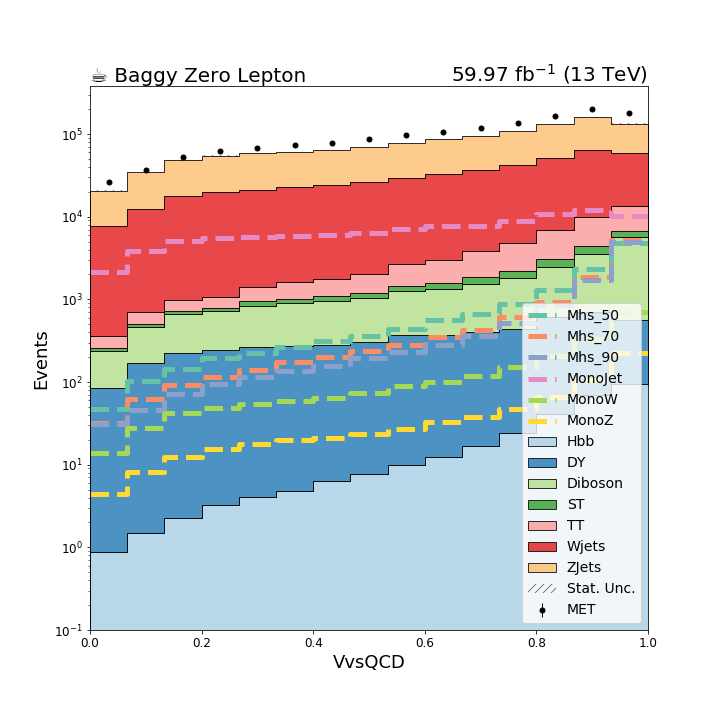 ☕ Baggy Zero Lepton
59.97 fb⁻¹ (13 TeV)
Events
10⁵
10⁴
10³
10²
10¹
10⁰
10⁻¹
0.0 0.2 0.4 0.6 0.8 1.0
VvsQCD
Mhs_50
Mhs_70
Mhs_90
MonoJet
MonoW
MonoZ
Hbb
DY
Diboson
ST
TT
Wjets
ZJets
Stat. Unc.
MET